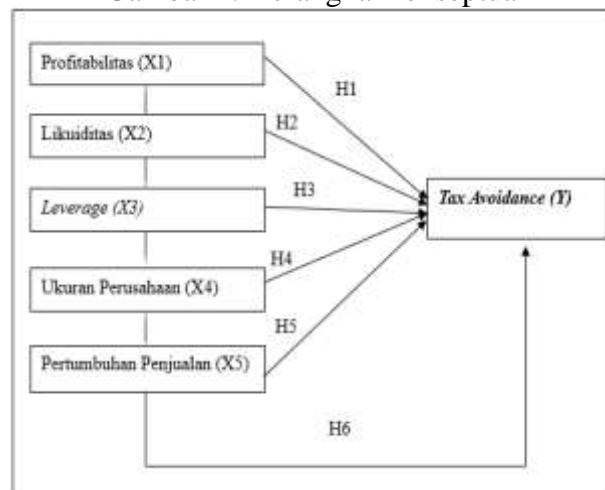 Profitabilitas (X1)
H1
Likuiditas (X2)
H2
Leverage (X3)
H3
Tax Avoidance (Y)
H4
Ukuran Perusahaan (X4)
H5
Pertumbuhan Penjualan (X5)
H6